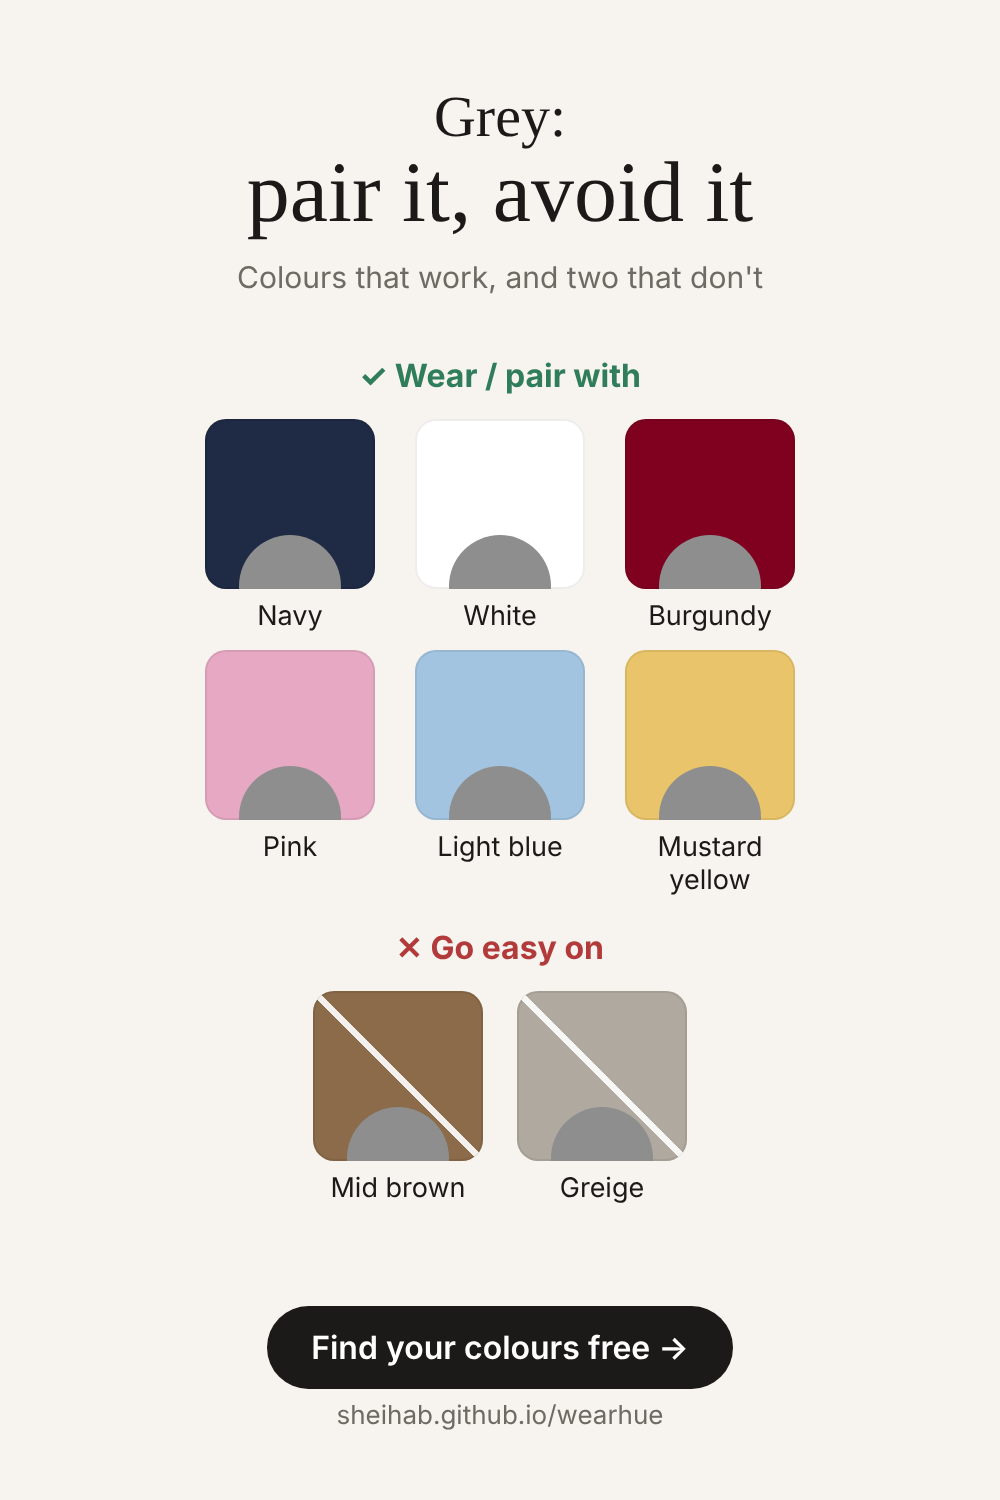 Grey:
pair it, avoid it
Colours that work, and two that don't
✓ Wear / pair with
Navy
White
Burgundy
Pink
Light blue
Mustard
yellow
✕ Go easy on
Mid brown
Greige
Find your colours free →
sheihab.github.io/wearhue